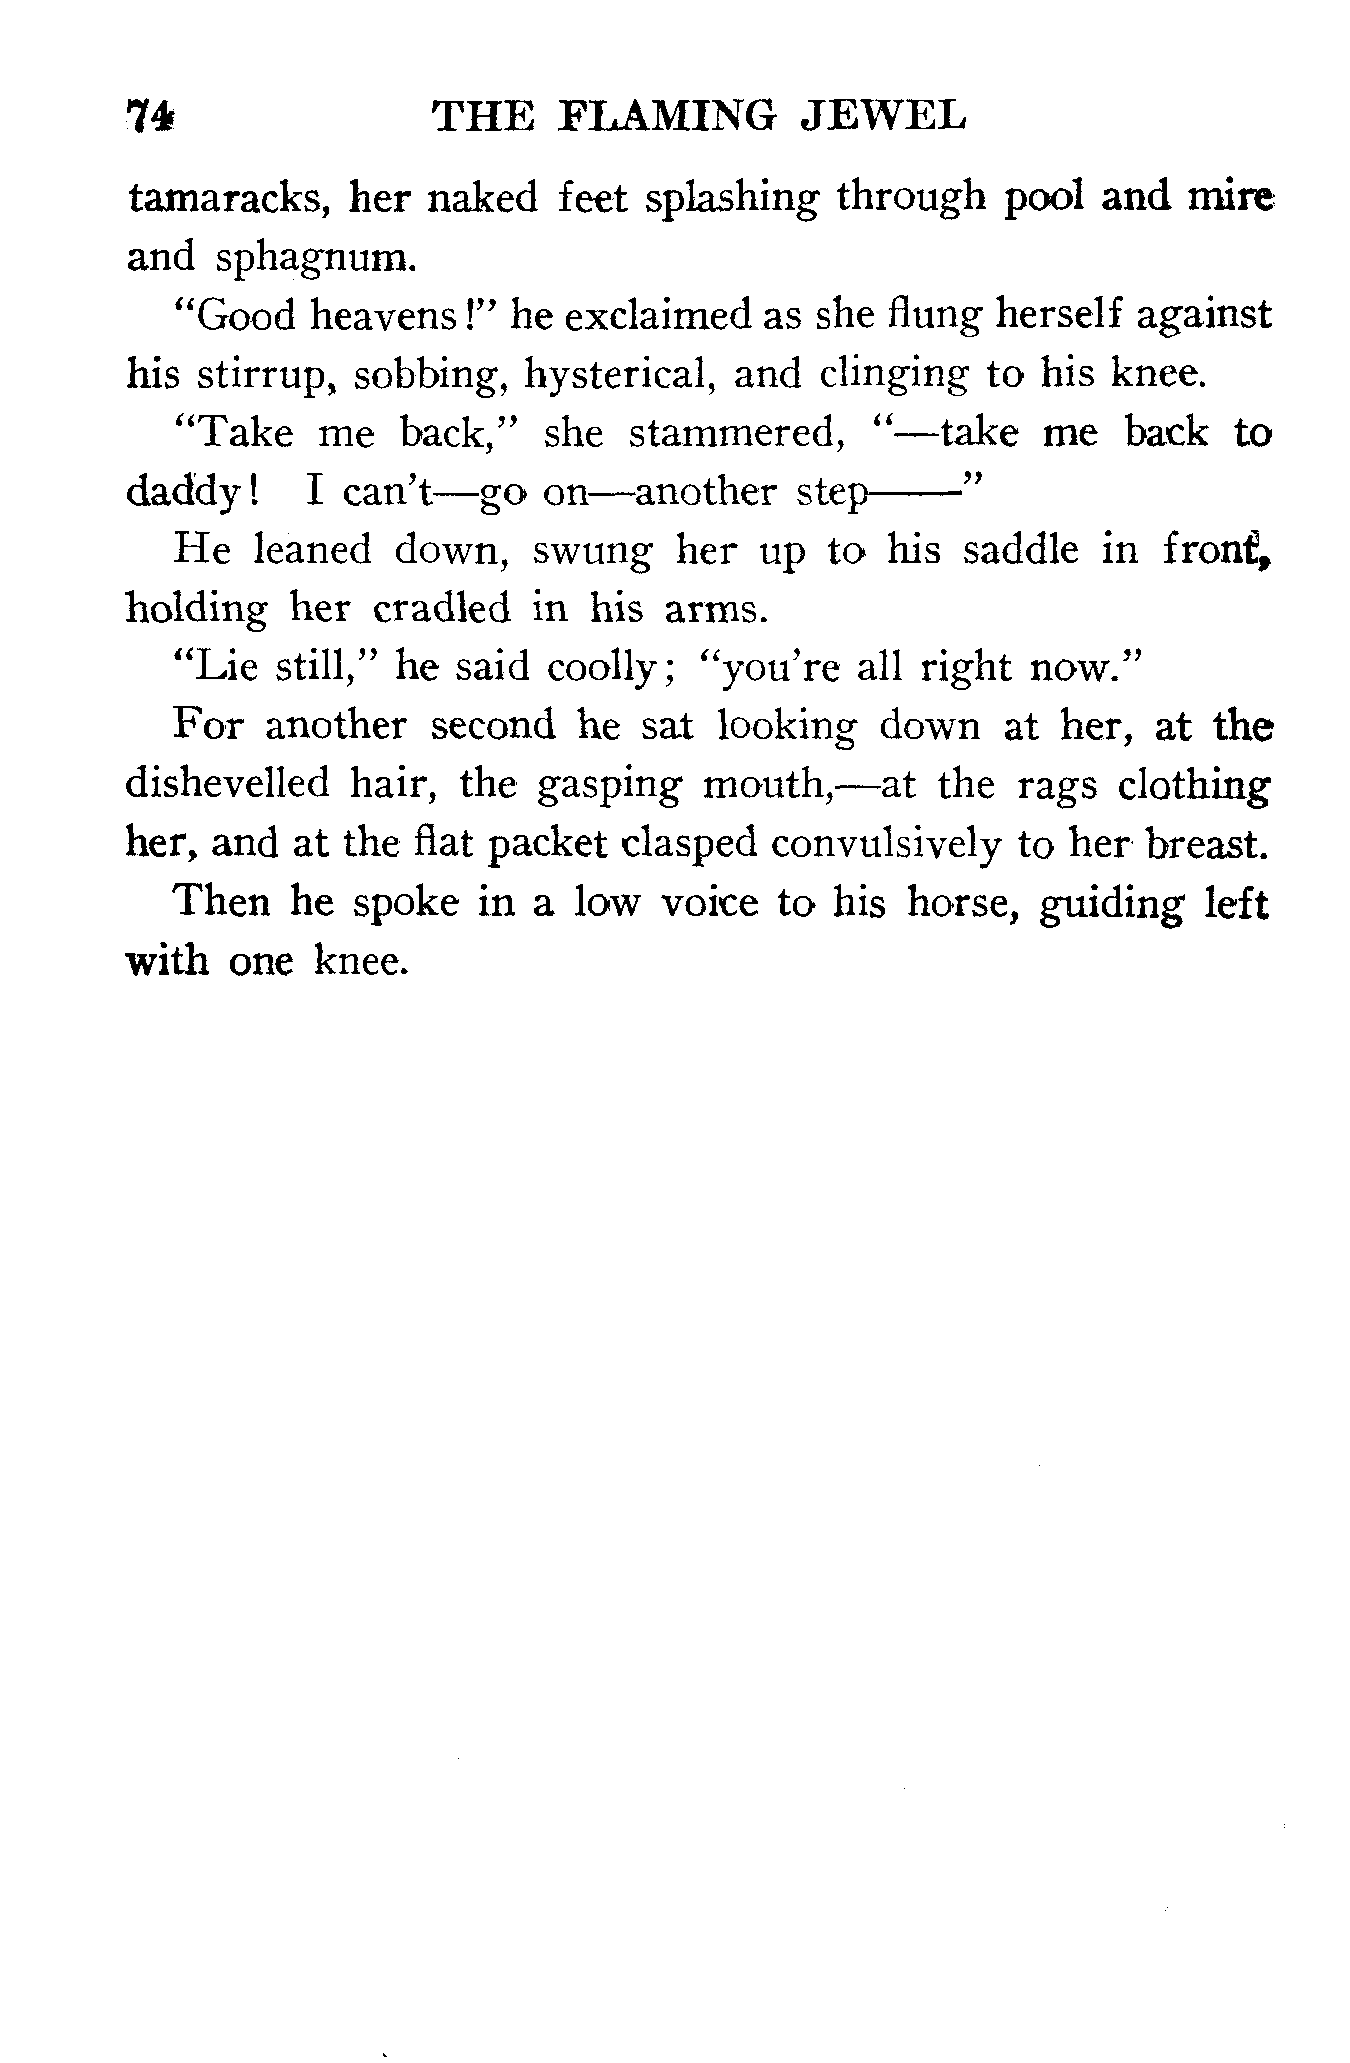 74 THE FLAMING JEWEL
tamaracks, her naked feet splashing through pool and mire
and sphagnum.
"Good heavens!" he exclaimed as she flung herself against
his stirrup, sobbing, hysterical, and clinging to his knee.
"Take me back," she stammered, "—take me back to
daddy! I can't—go on—another step——"
He leaned down, swung her up to his saddle in front,
holding her cradled in his arms.
"Lie still," he said coolly; "you're all right now."
For another second he sat looking down at her, at the
dishevelled hair, the gasping mouth,—at the rags clothing
her, and at the flat packet clasped convulsively to her breast.
Then he spoke in a low voice to his horse, guiding left
with one knee.